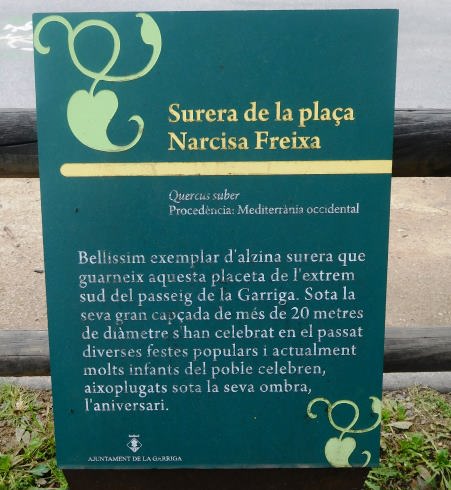 Surera de la plaça
Narcisa Freixa
Quercus suber
Procedència: Mediterrània occidental
Bellíssim exemplar d'alzina surera que
guarneix aquesta placeta de l'extrem
sud del passeig de la Garriga. Sota la
seva gran capçada de més de 20 metres
de diàmetre s'han celebrat en el passat
diverses festes populars i actualment
molts infants del poble celebren,
aixoplugats sota la seva ombra,
l'aniversari.
AJUNTAMENT DE LA GARRIGA